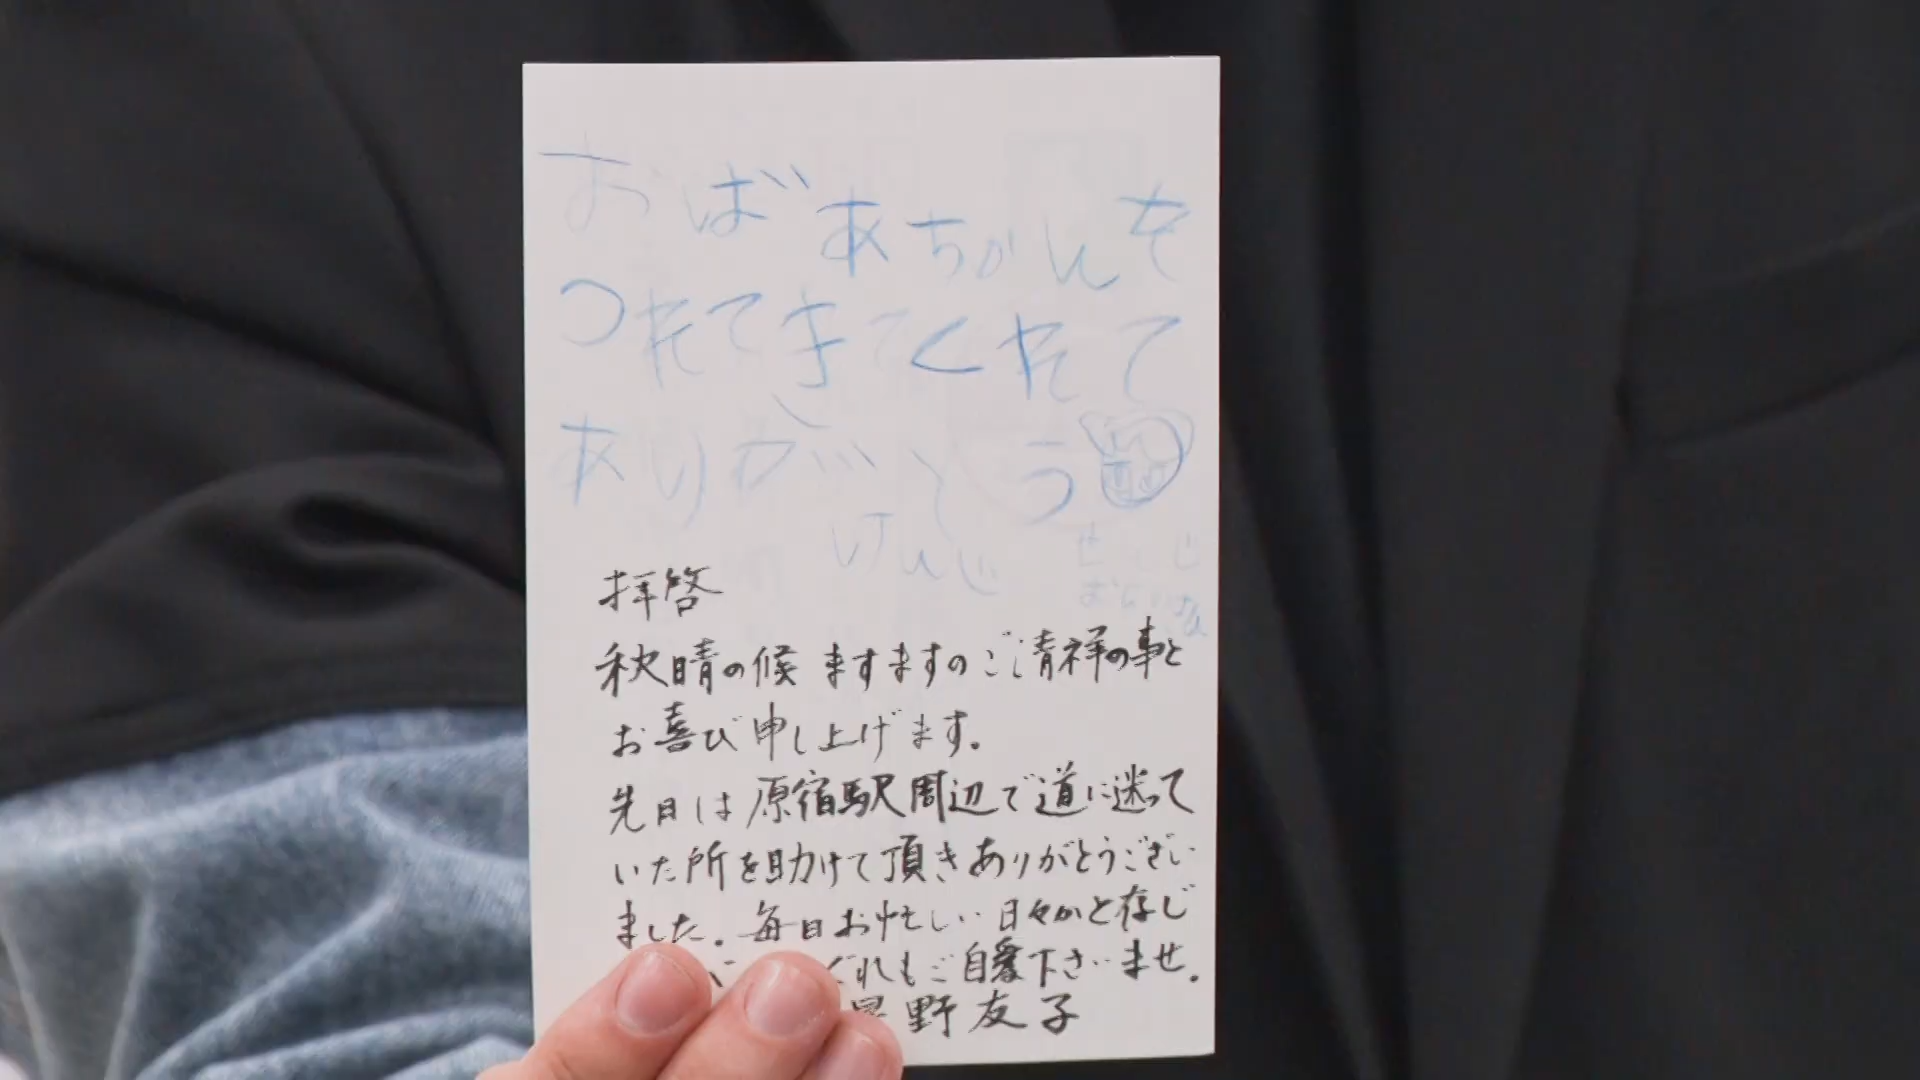 おばあちゃんを
つれてきてくれて
ありがとう
けんじ
拝啓
秋晴の候 ますますのご清祥の事と
お喜び申し上げます。
先日は原宿駅周辺で道に迷って
いた所を助けて頂きありがとうござい
ました。毎日お忙しい日々かと存じ
ぐれもご自愛下さいませ。
星野友子